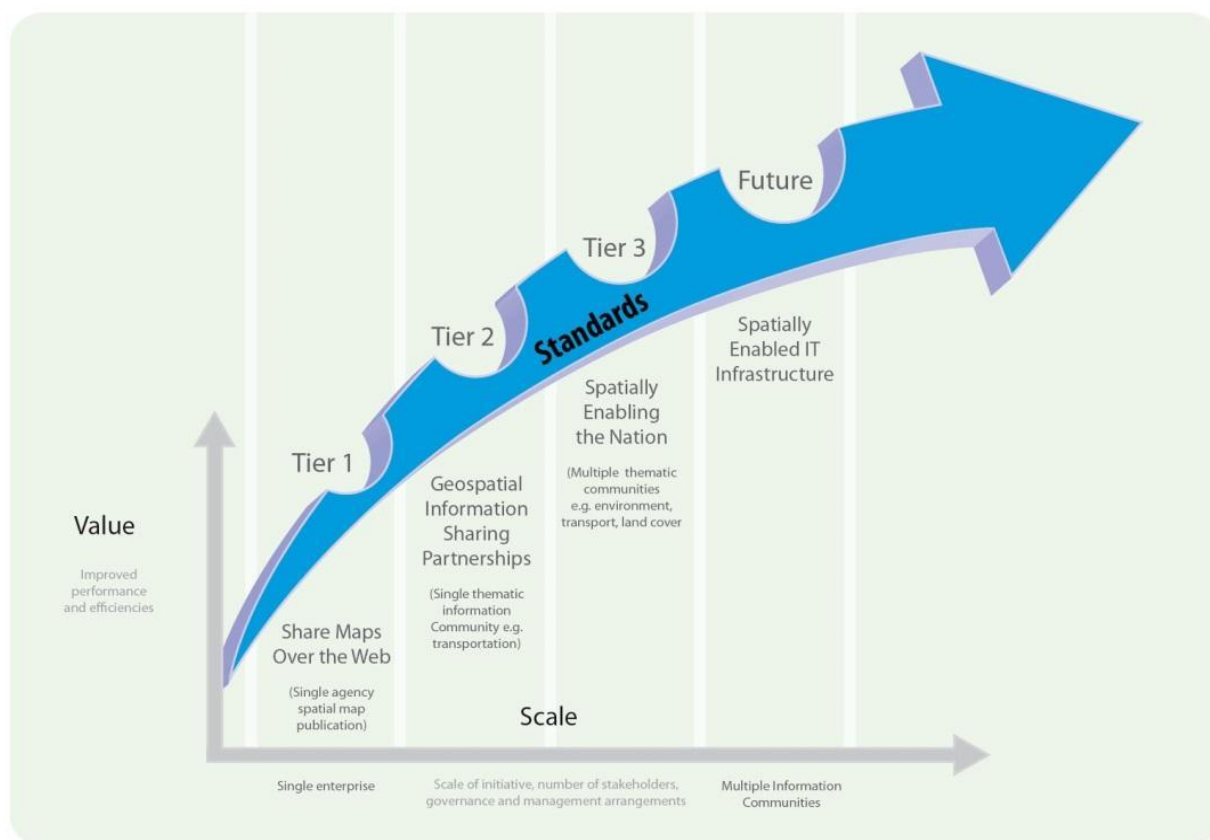 Future
Tier 3
Tier 2
Tier 1
Standards
Spatially
Enabled IT
Infrastructure
Spatially
Enabling
the Nation
(Multiple thematic
communities
e.g. environment,
transport, land cover
Geospatial
Information
Sharing
Partnerships
(Single thematic
information
Community e.g.
transportation)
Share Maps
Over the Web
(Single agency
spatial map
publication)
Value
Improved
performance
and efficiencies
Scale
Single enterprise
Scale of initiative, number of stakeholders,
governance and management arrangements
Multiple Information
Communities